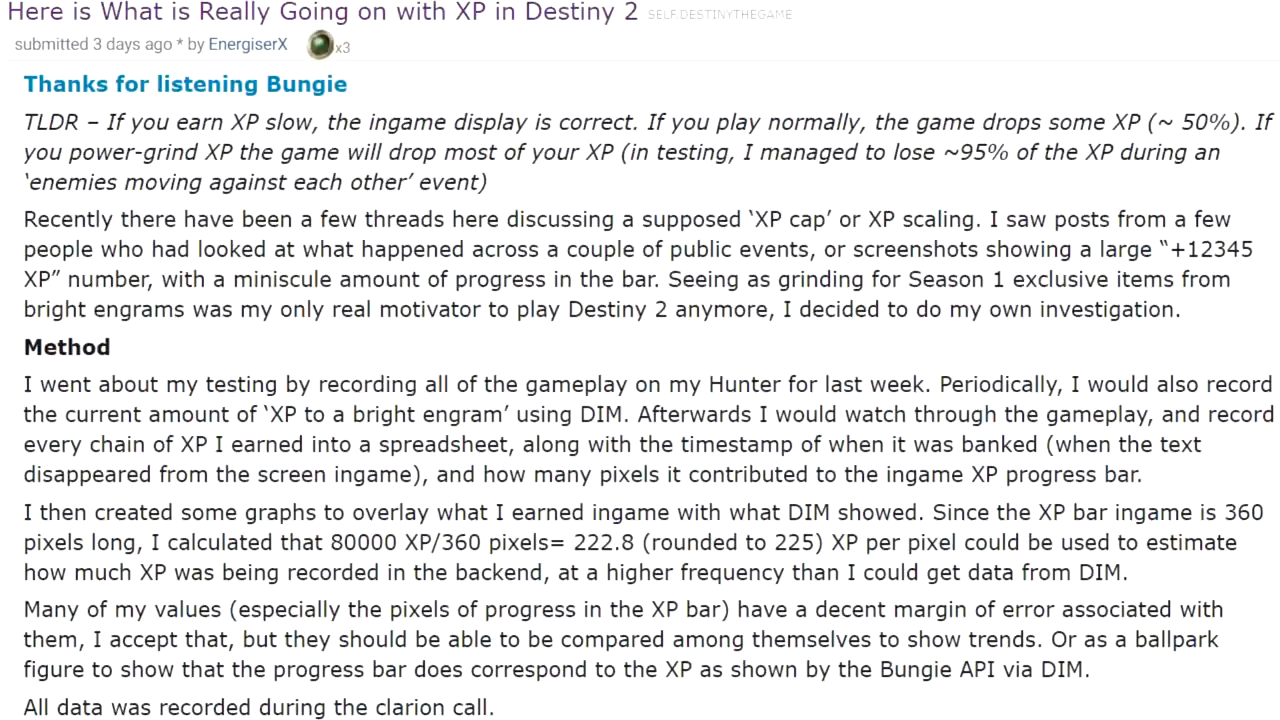 Here is What is Really Going on with XP in Destiny 2 SELF.DESTINYTHEGAME
submitted 3 days ago * by EnergiserX x3
Thanks for listening Bungie
TLDR – If you earn XP slow, the ingame display is correct. If you play normally, the game drops some XP (~ 50%). If
you power-grind XP the game will drop most of your XP (in testing, I managed to lose ~95% of the XP during an
‘enemies moving against each other’ event)
Recently there have been a few threads here discussing a supposed ‘XP cap’ or XP scaling. I saw posts from a few
people who had looked at what happened across a couple of public events, or screenshots showing a large “+12345
XP” number, with a miniscule amount of progress in the bar. Seeing as grinding for Season 1 exclusive items from
bright engrams was my only real motivator to play Destiny 2 anymore, I decided to do my own investigation.
Method
I went about my testing by recording all of the gameplay on my Hunter for last week. Periodically, I would also record
the current amount of ‘XP to a bright engram’ using DIM. Afterwards I would watch through the gameplay, and record
every chain of XP I earned into a spreadsheet, along with the timestamp of when it was banked (when the text
disappeared from the screen ingame), and how many pixels it contributed to the ingame XP progress bar.
I then created some graphs to overlay what I earned ingame with what DIM showed. Since the XP bar ingame is 360
pixels long, I calculated that 80000 XP/360 pixels= 222.8 (rounded to 225) XP per pixel could be used to estimate
how much XP was being recorded in the backend, at a higher frequency than I could get data from DIM.
Many of my values (especially the pixels of progress in the XP bar) have a decent margin of error associated with
them, I accept that, but they should be able to be compared among themselves to show trends. Or as a ballpark
figure to show that the progress bar does correspond to the XP as shown by the Bungie API via DIM.
All data was recorded during the clarion call.